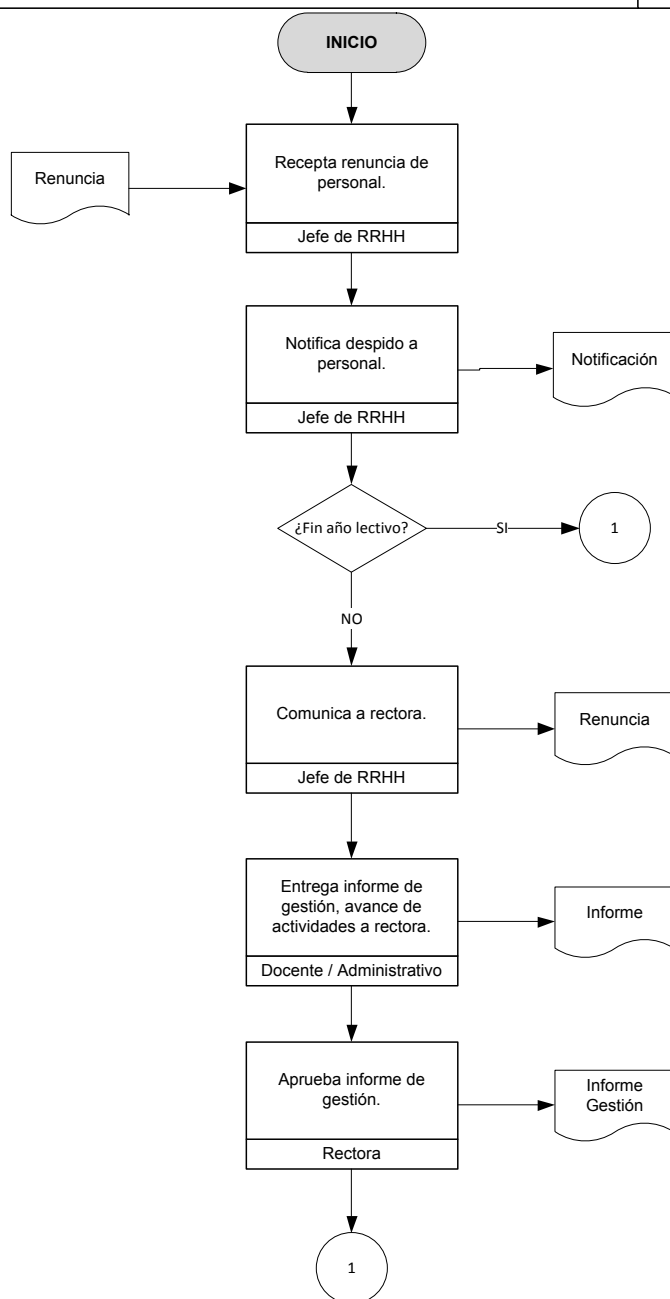 INICIO
Renuncia
Recepta renuncia de
personal.
Jefe de RRHH
Notifica despido a
personal.
Jefe de RRHH
Notificación
¿Fin año lectivo?
SI
1
NO
Comunica a rectora.
Jefe de RRHH
Renuncia
Entrega informe de
gestión, avance de
actividades a rectora.
Docente / Administrativo
Informe
Aprueba informe de
gestión.
Rectora
Informe
Gestión
1